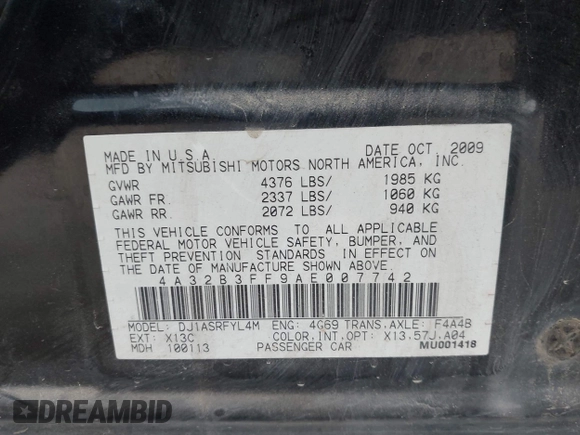 MADE IN U.S.A. DATE OCT 2009
MFD BY MITSUBISHI MOTORS NORTH AMERICA, INC.
GVWR 4376 LBS/ 1985 KG
GAWR FR. 2337 LBS/ 1060 KG
GAWR RR. 2072 LBS/ 940 KG
THIS VEHICLE CONFORMS TO ALL APPLICABLE
FEDERAL MOTOR VEHICLE SAFETY, BUMPER, AND
THEFT PREVENTION STANDARDS IN EFFECT ON
THE DATE OF MANUFACTURE SHOWN ABOVE.
4A32B3FF9AE007742
MODEL: DJ1ASRFYL4M ENG: 4G69 TRANS.AXLE: F4A4B
EXT: X13C COLOR.INT.OPT: X13.57J.A04
MDH 100113 PASSENGER CAR MU001418
DREAMBID